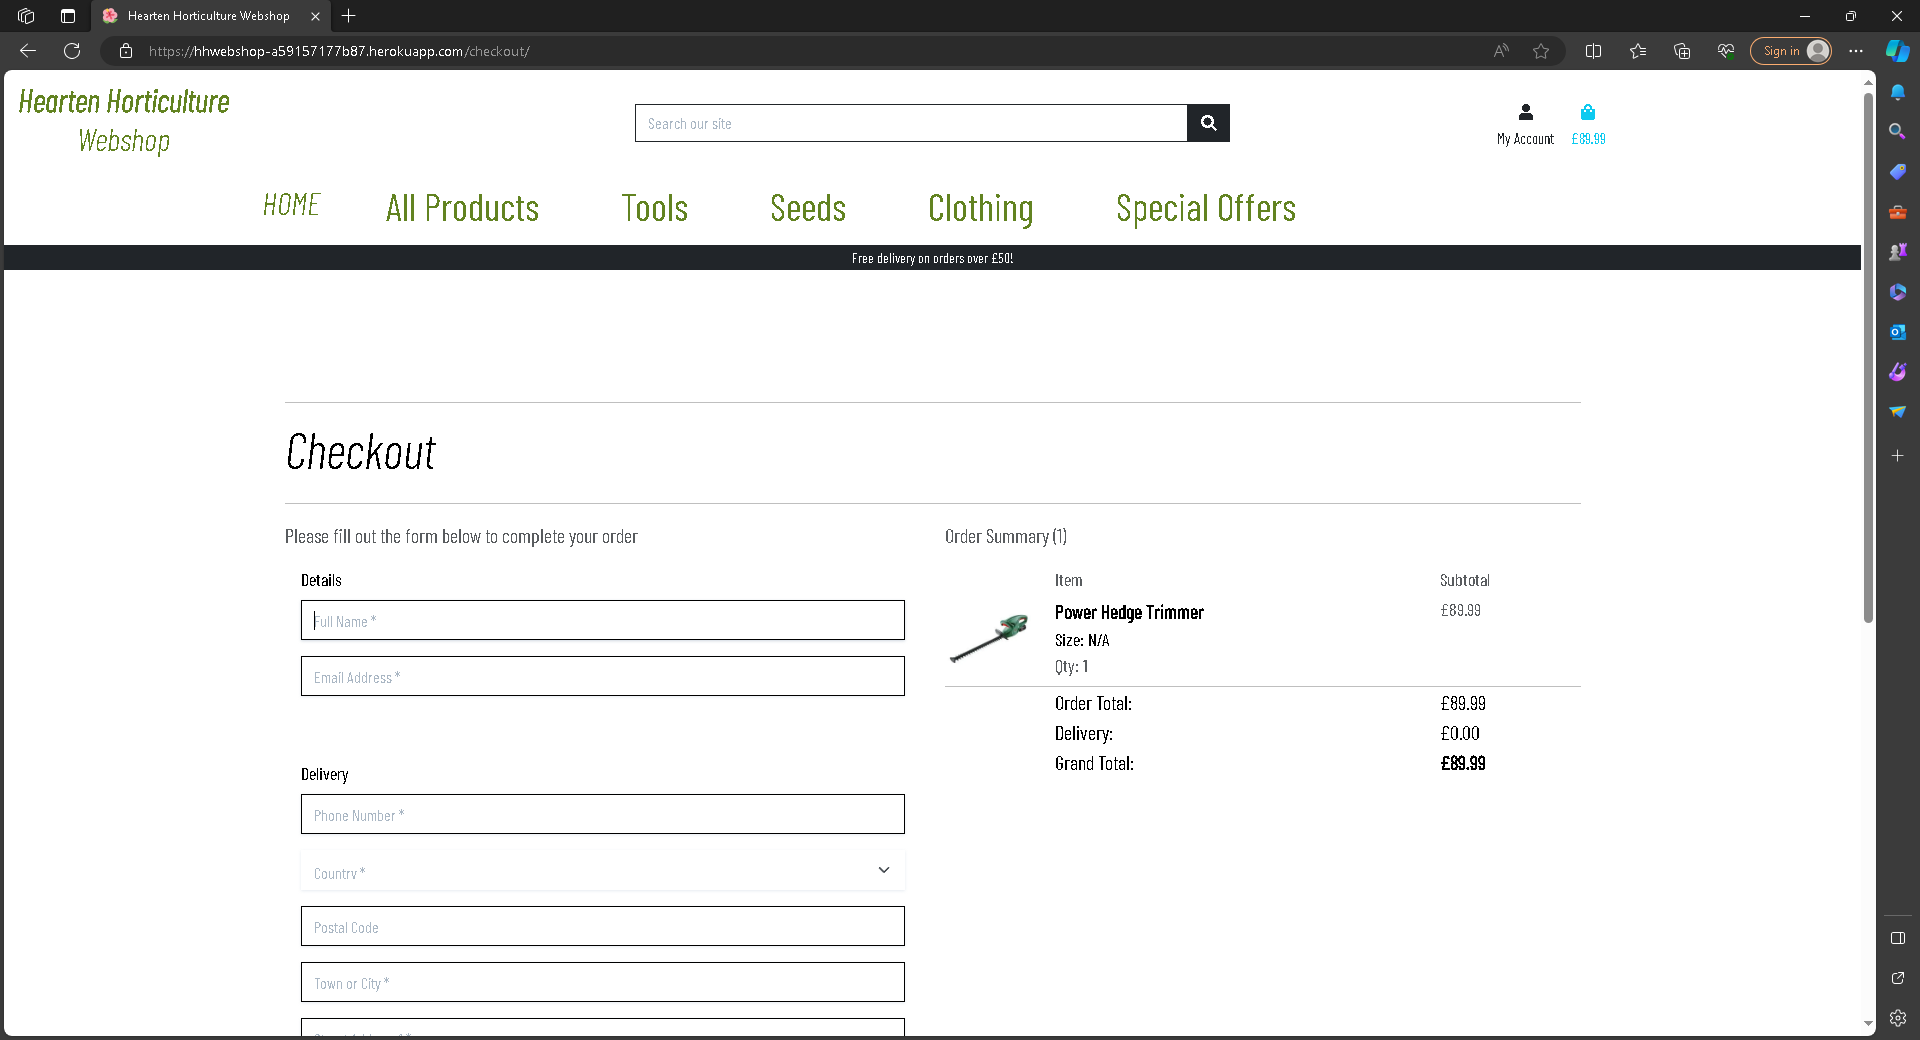 Hearten Horticulture Webshop
https://hhwebshop-a59157177b87.herokuapp.com/checkout/
Sign in
Hearten Horticulture
Webshop
Search our site
My Account
£89.99
HOME
All Products
Tools
Seeds
Clothing
Special Offers
Free delivery on orders over £50!
Checkout
Please fill out the form below to complete your order
Details
Full Name *
Email Address *
Delivery
Phone Number *
Country *
Postal Code
Town or City *
Order Summary (1)
Item
Subtotal
Power Hedge Trimmer
£89.99
Size: N/A
Qty: 1
Order Total:
£89.99
Delivery:
£0.00
Grand Total:
£89.99